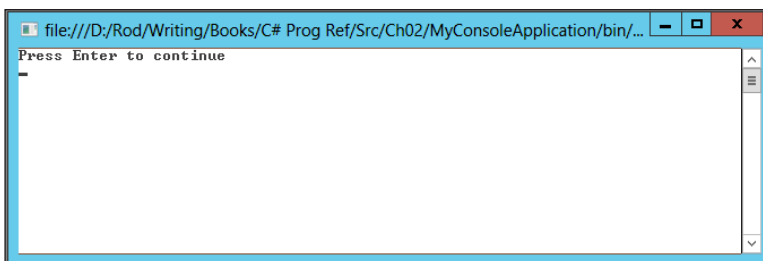 file:///D:/Rod/Writing/Books/C# Prog Ref/Src/Ch02/MyConsoleApplication/bin/...
Press Enter to continue